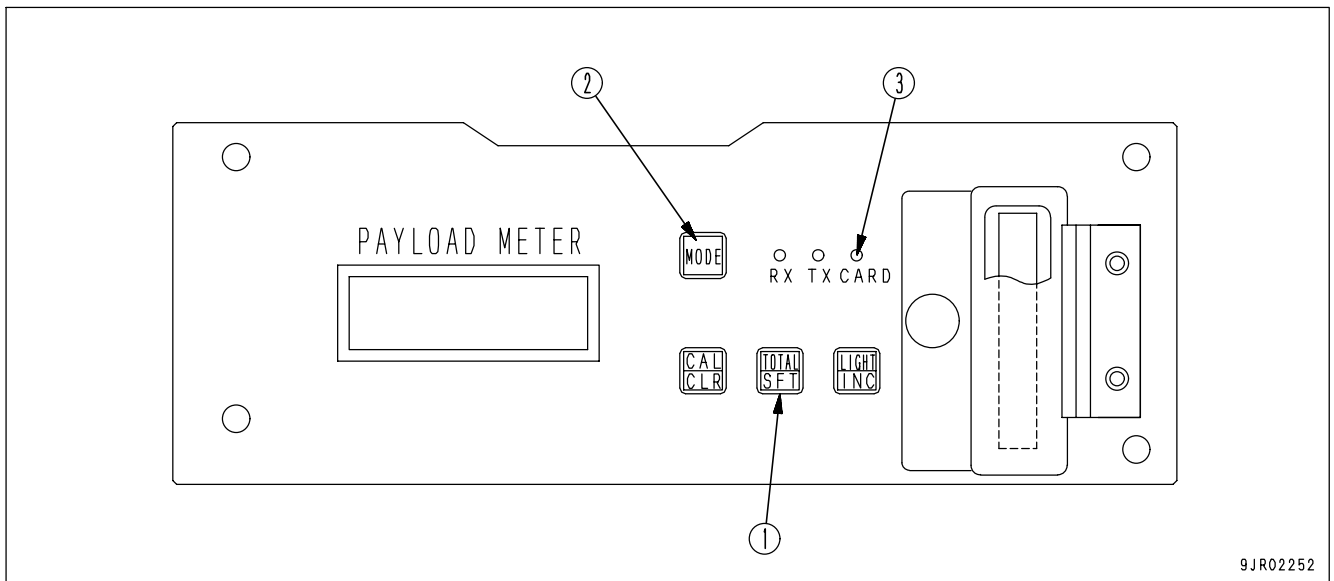 ② ③
PAYLOAD METER
MODE
RX TX CARD
CAL
CLR
TOTAL
SFT
LIGHT
INC
①
9JR02252